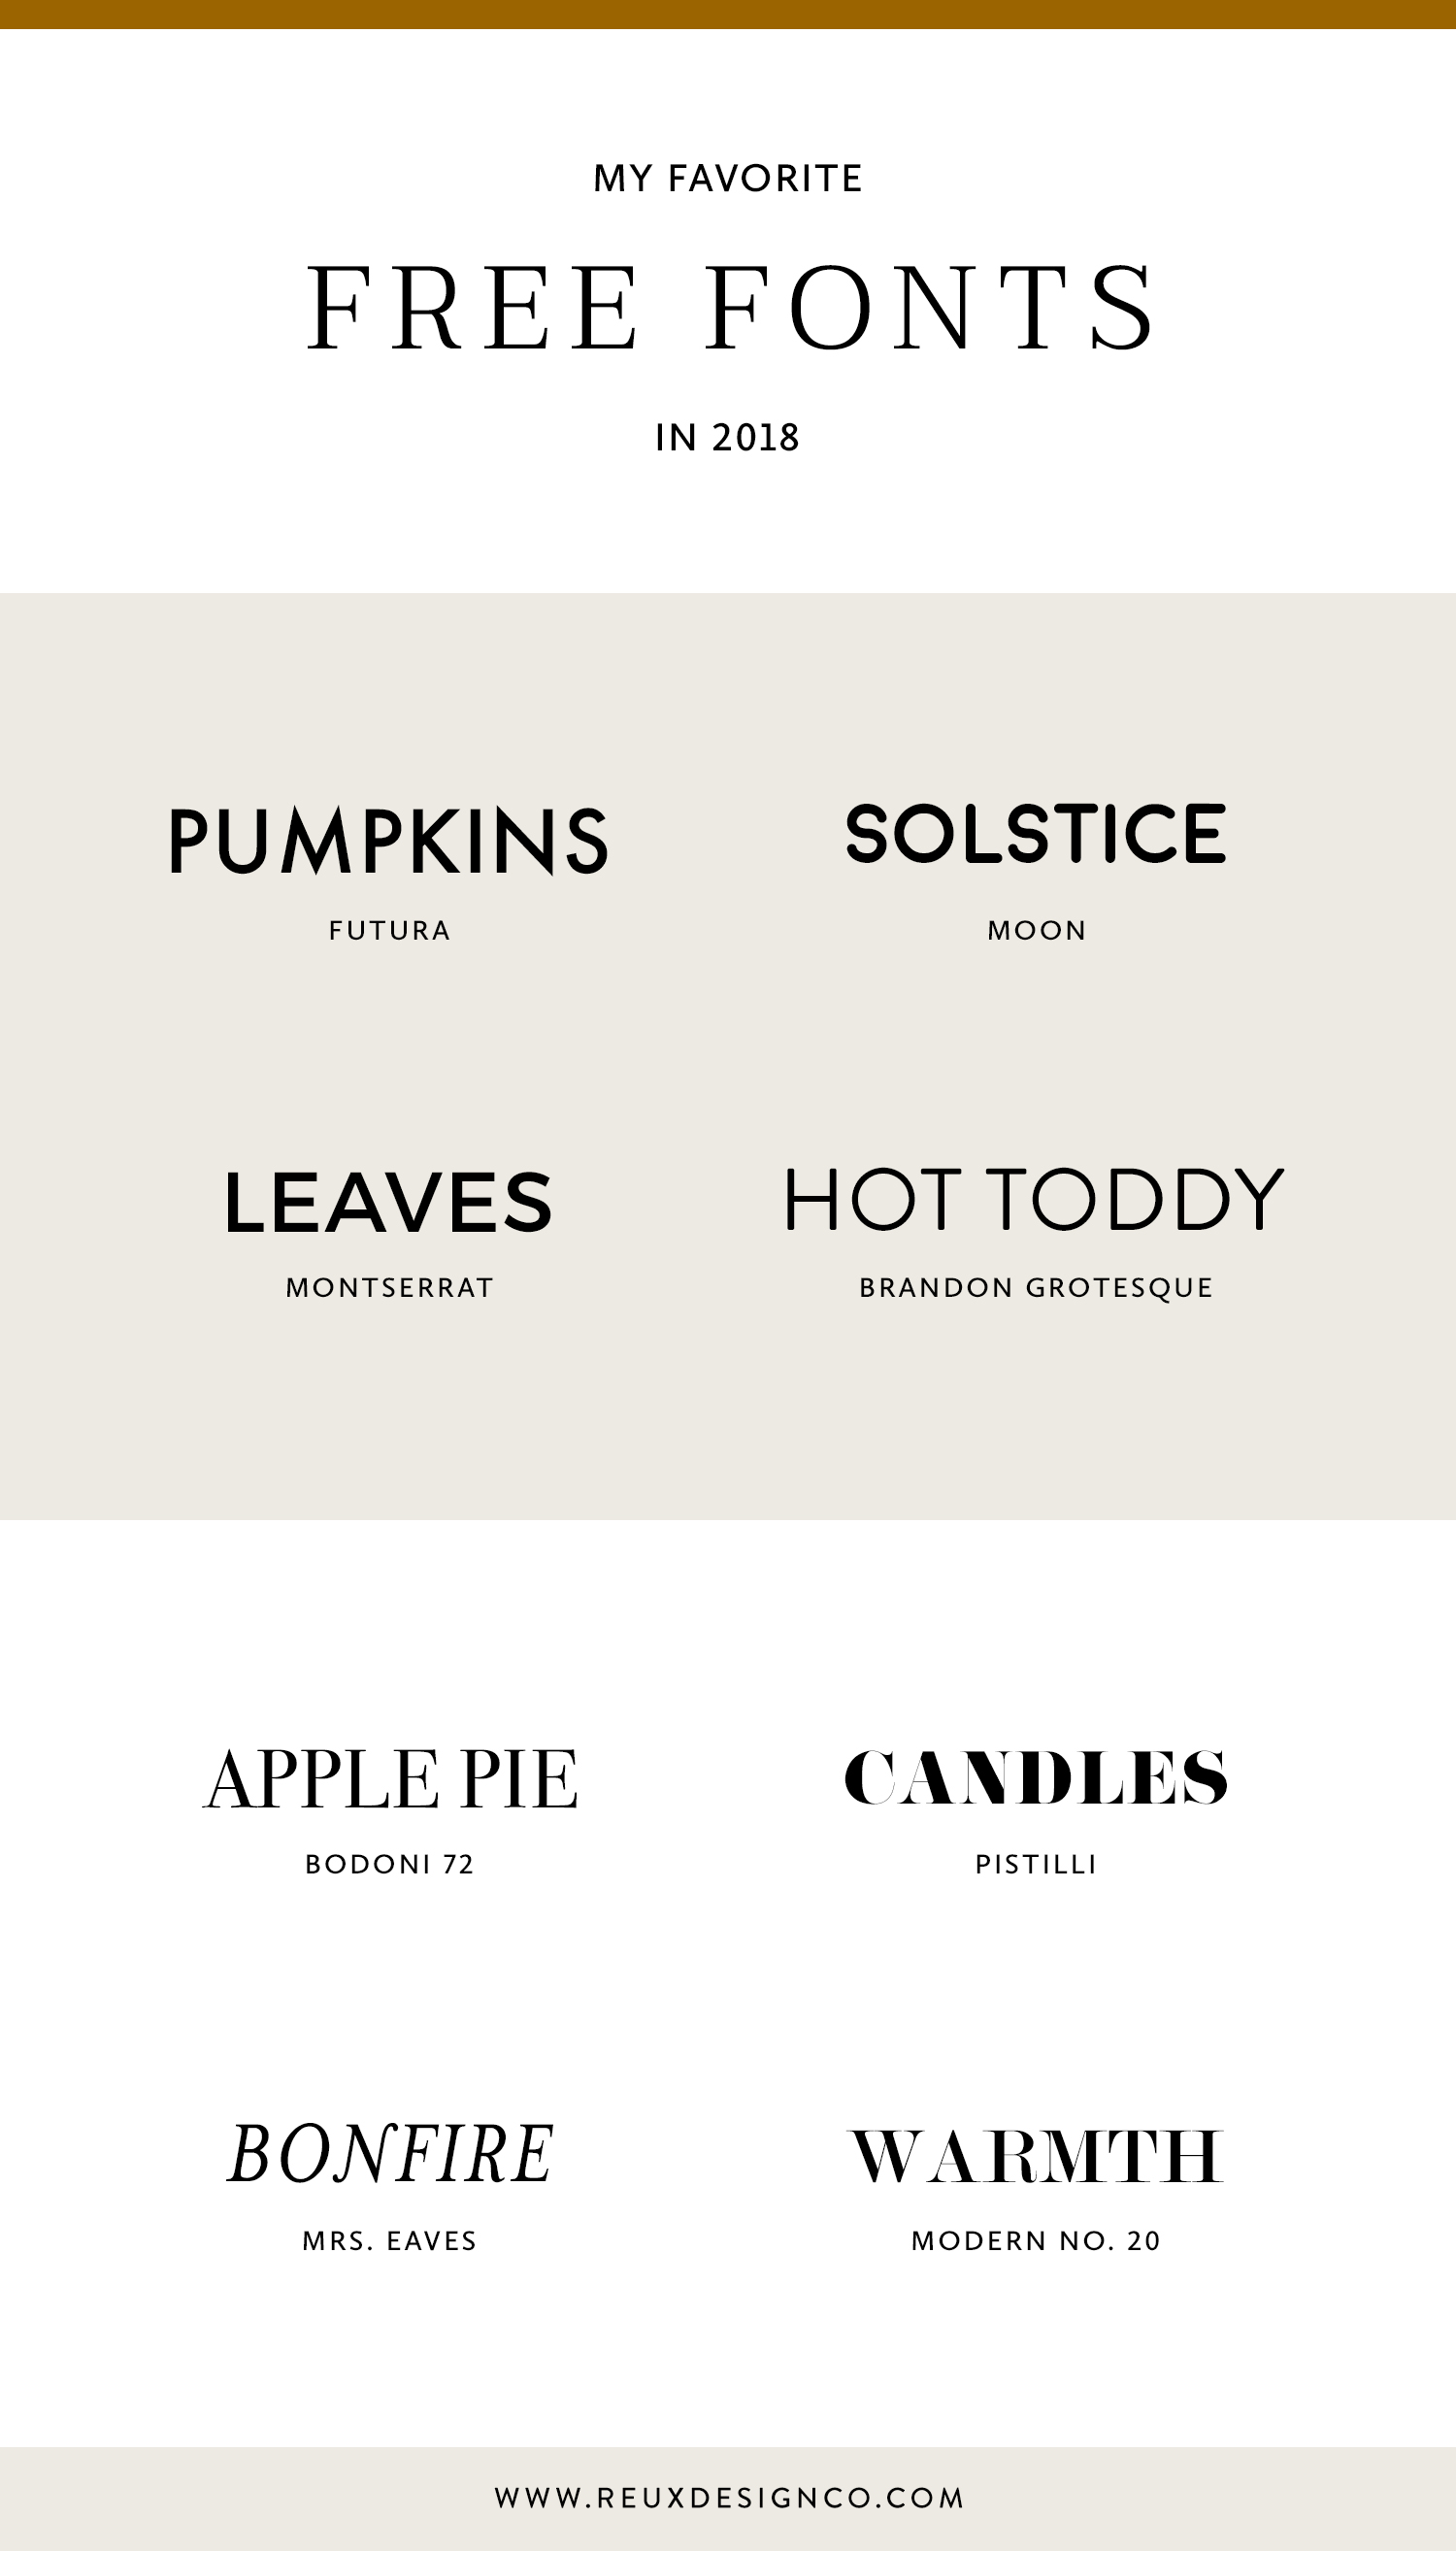 MY FAVORITE
FREE FONTS
IN 2018
PUMPKINS
FUTURA
SOLSTICE
MOON
LEAVES
MONTSERRAT
HOT TODDY
BRANDON GROTESQUE
APPLE PIE
BODONI 72
CANDLES
PISTILLI
BONFIRE
MRS. EAVES
WARMTH
MODERN NO. 20
WWW.REUXDESIGNCO.COM